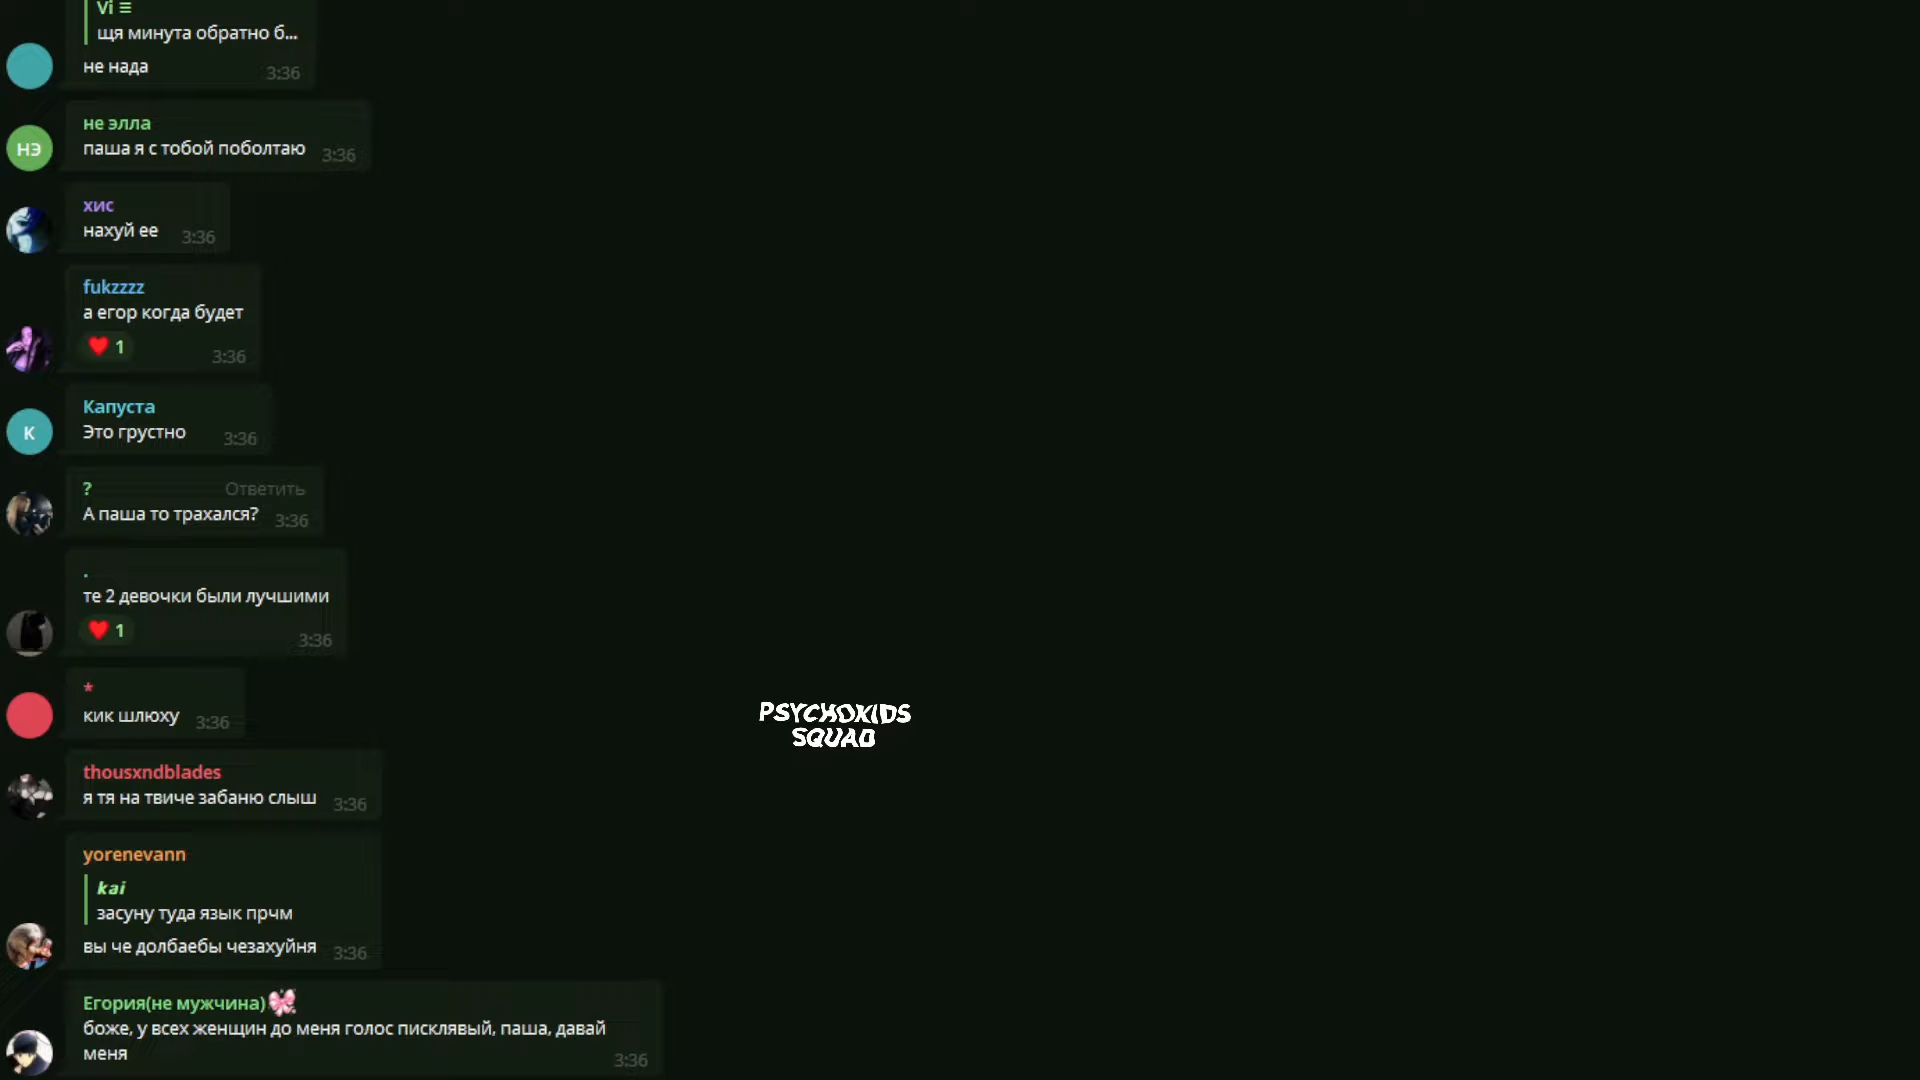 Vi ≡
щя минута обратно б...
не нада
3:36
не элла
НЭ
паша я с тобой поболтаю
3:36
хис
нахуй ее
3:36
fukzzzz
а егор когда будет
1
3:36
Капуста
К
Это грустно
3:36
?
Ответить
А паша то трахался?
3:36
.
те 2 девочки были лучшими
1
3:36
*
кик шлюху
3:36
thousxndblades
я тя на твиче забаню слыш
3:36
yorenevann
kai
засуну туда язык прчм
вы че долбаебы чезахуйня
3:36
Егория(не мужчина)
боже, у всех женщин до меня голос писклявый, паша, давай
меня
3:36
PSYCHOKIDS
SQUAD